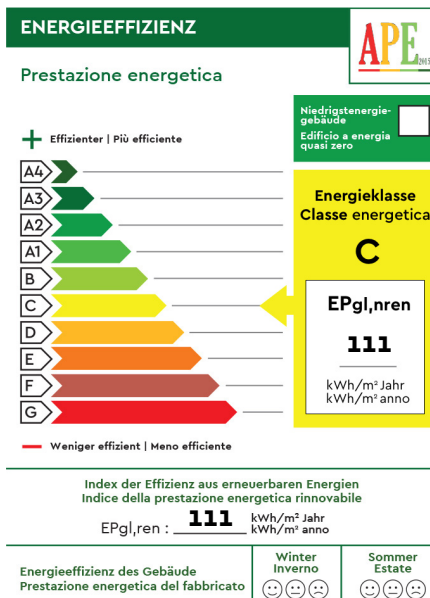 ENERGIEEFFIZIENZ
APE2015
Prestazione energetica
Niedrigstenergie-
gebäude
Edificio a energia
quasi zero
Effizienter | Più efficiente
A4
A3
A2
A1
B
C
D
E
F
G
Energieklasse
Classe energetica
C
EPgl,nren
111
kWh/m² Jahr
kWh/m² anno
Weniger effizient | Meno efficiente
Index der Effizienz aus erneuerbaren Energien
Indice della prestazione energetica rinnovabile
EPgl,ren : 111 kWh/m² Jahr
kWh/m² anno
Energieeffizienz des Gebäude
Prestazione energetica del fabbricato
Winter
Inverno
Sommer
Estate